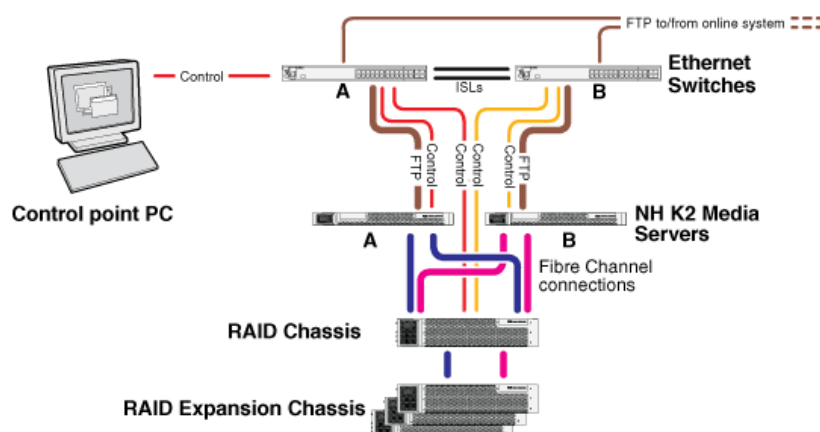 FTP to/from online system
Control
ISLs
Ethernet
Switches
A
B
FTP
Control
Control
Control
Control
FTP
Control point PC
NH K2 Media
Servers
A
B
Fibre Channel
connections
RAID Chassis
RAID Expansion Chassis